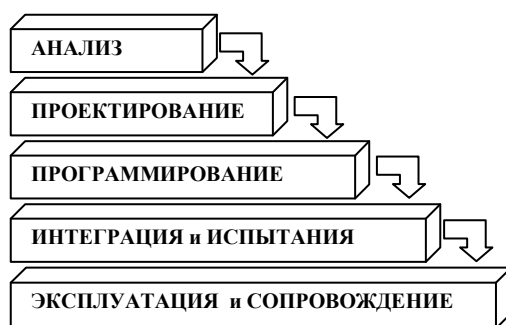 АНАЛИЗ
ПРОЕКТИРОВАНИЕ
ПРОГРАММИРОВАНИЕ
ИНТЕГРАЦИЯ и ИСПЫТАНИЯ
ЭКСПЛУАТАЦИЯ и СОПРОВОЖДЕНИЕ